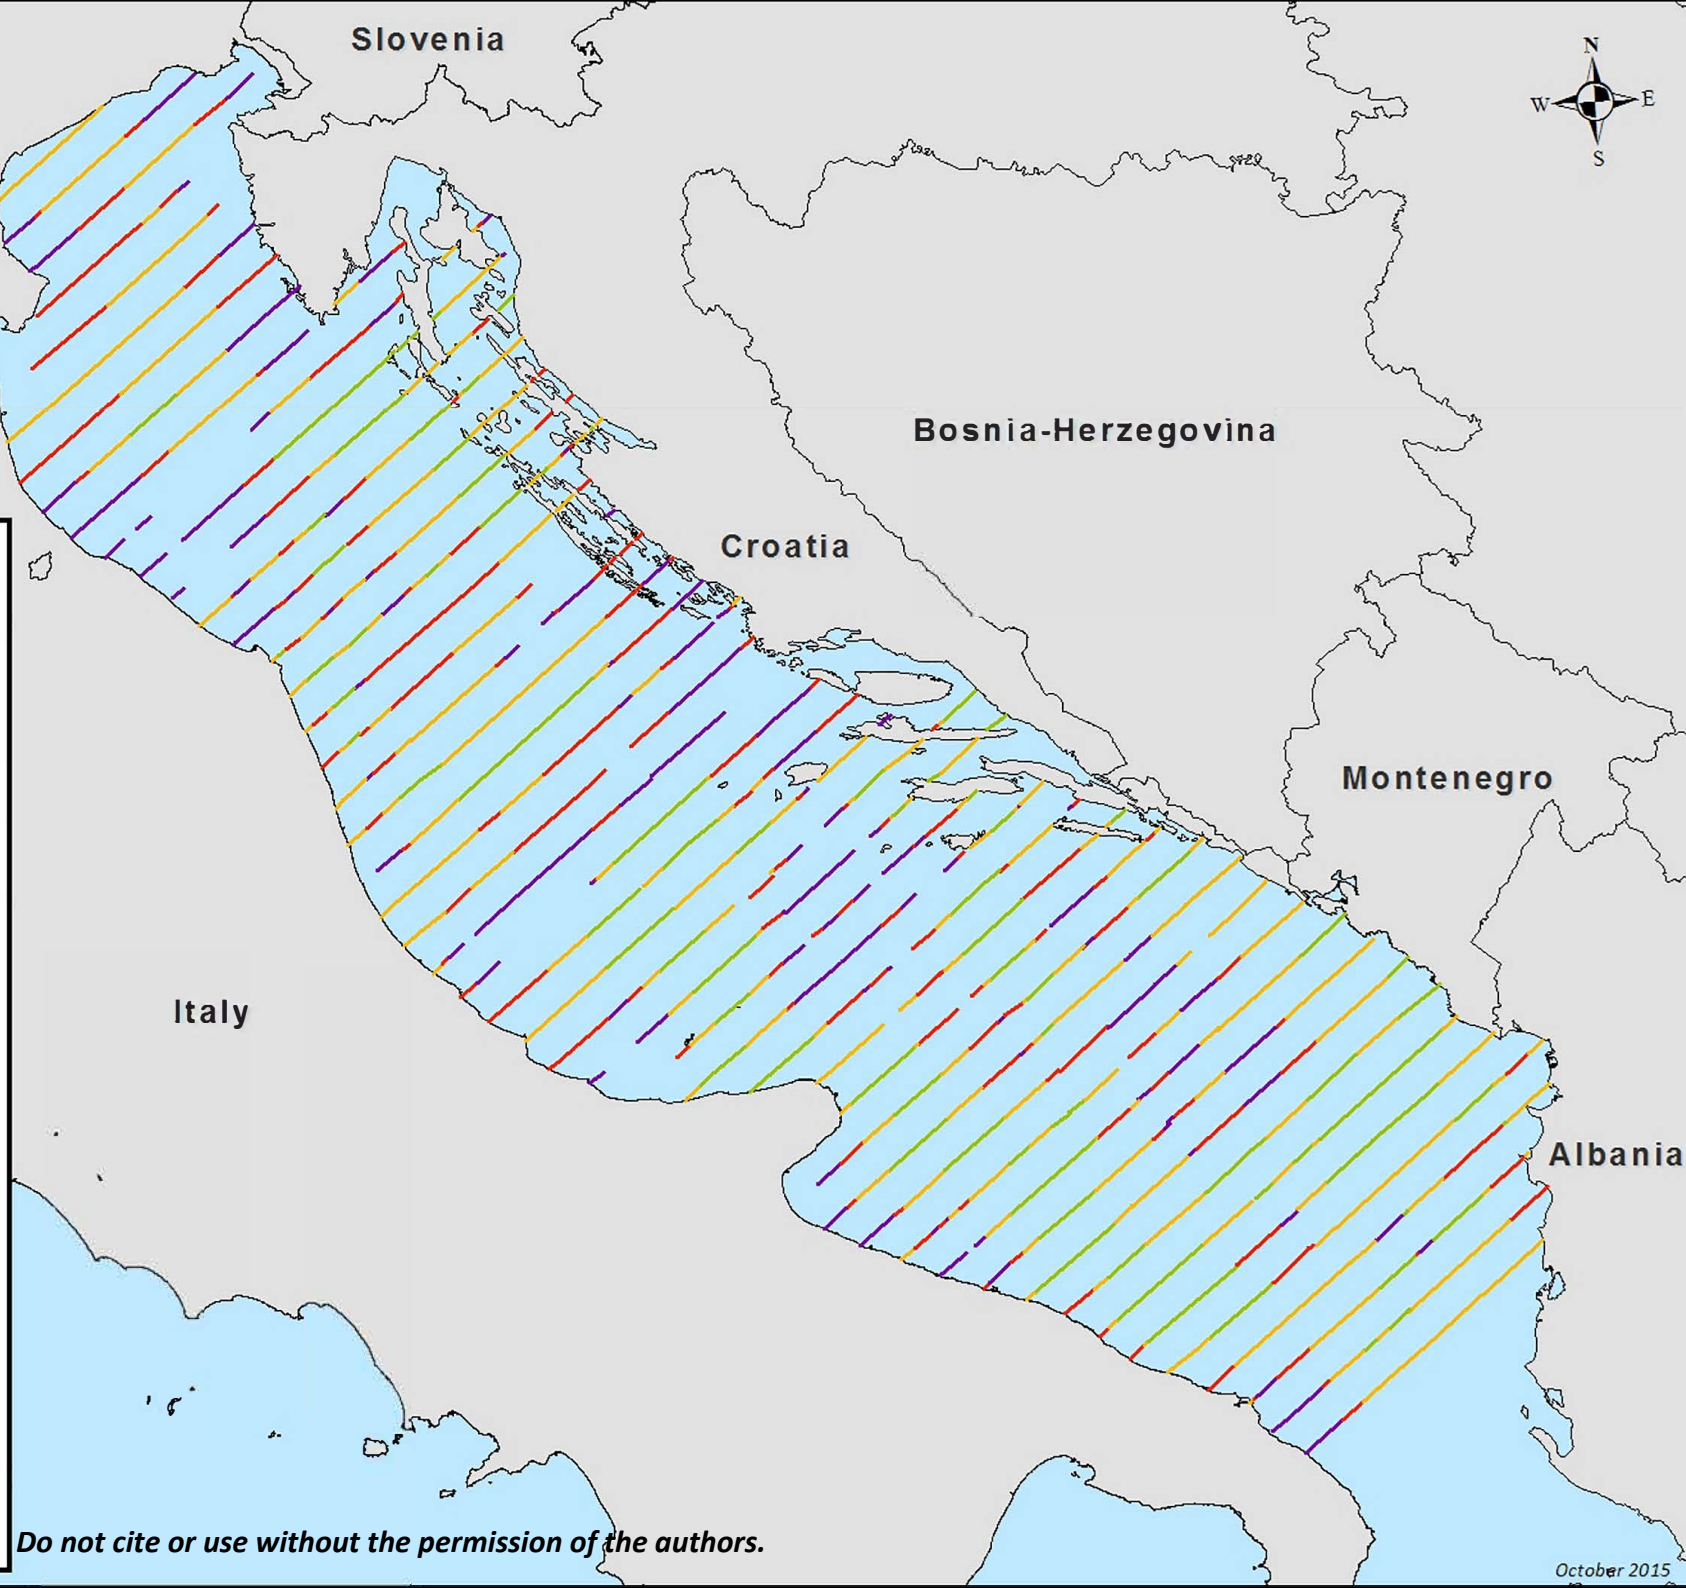 Slovenia
N
W E
S
Bosnia-Herzegovina
Croatia
Montenegro
Italy
Albania
Do not cite or use without the permission of the authors.
October 2015